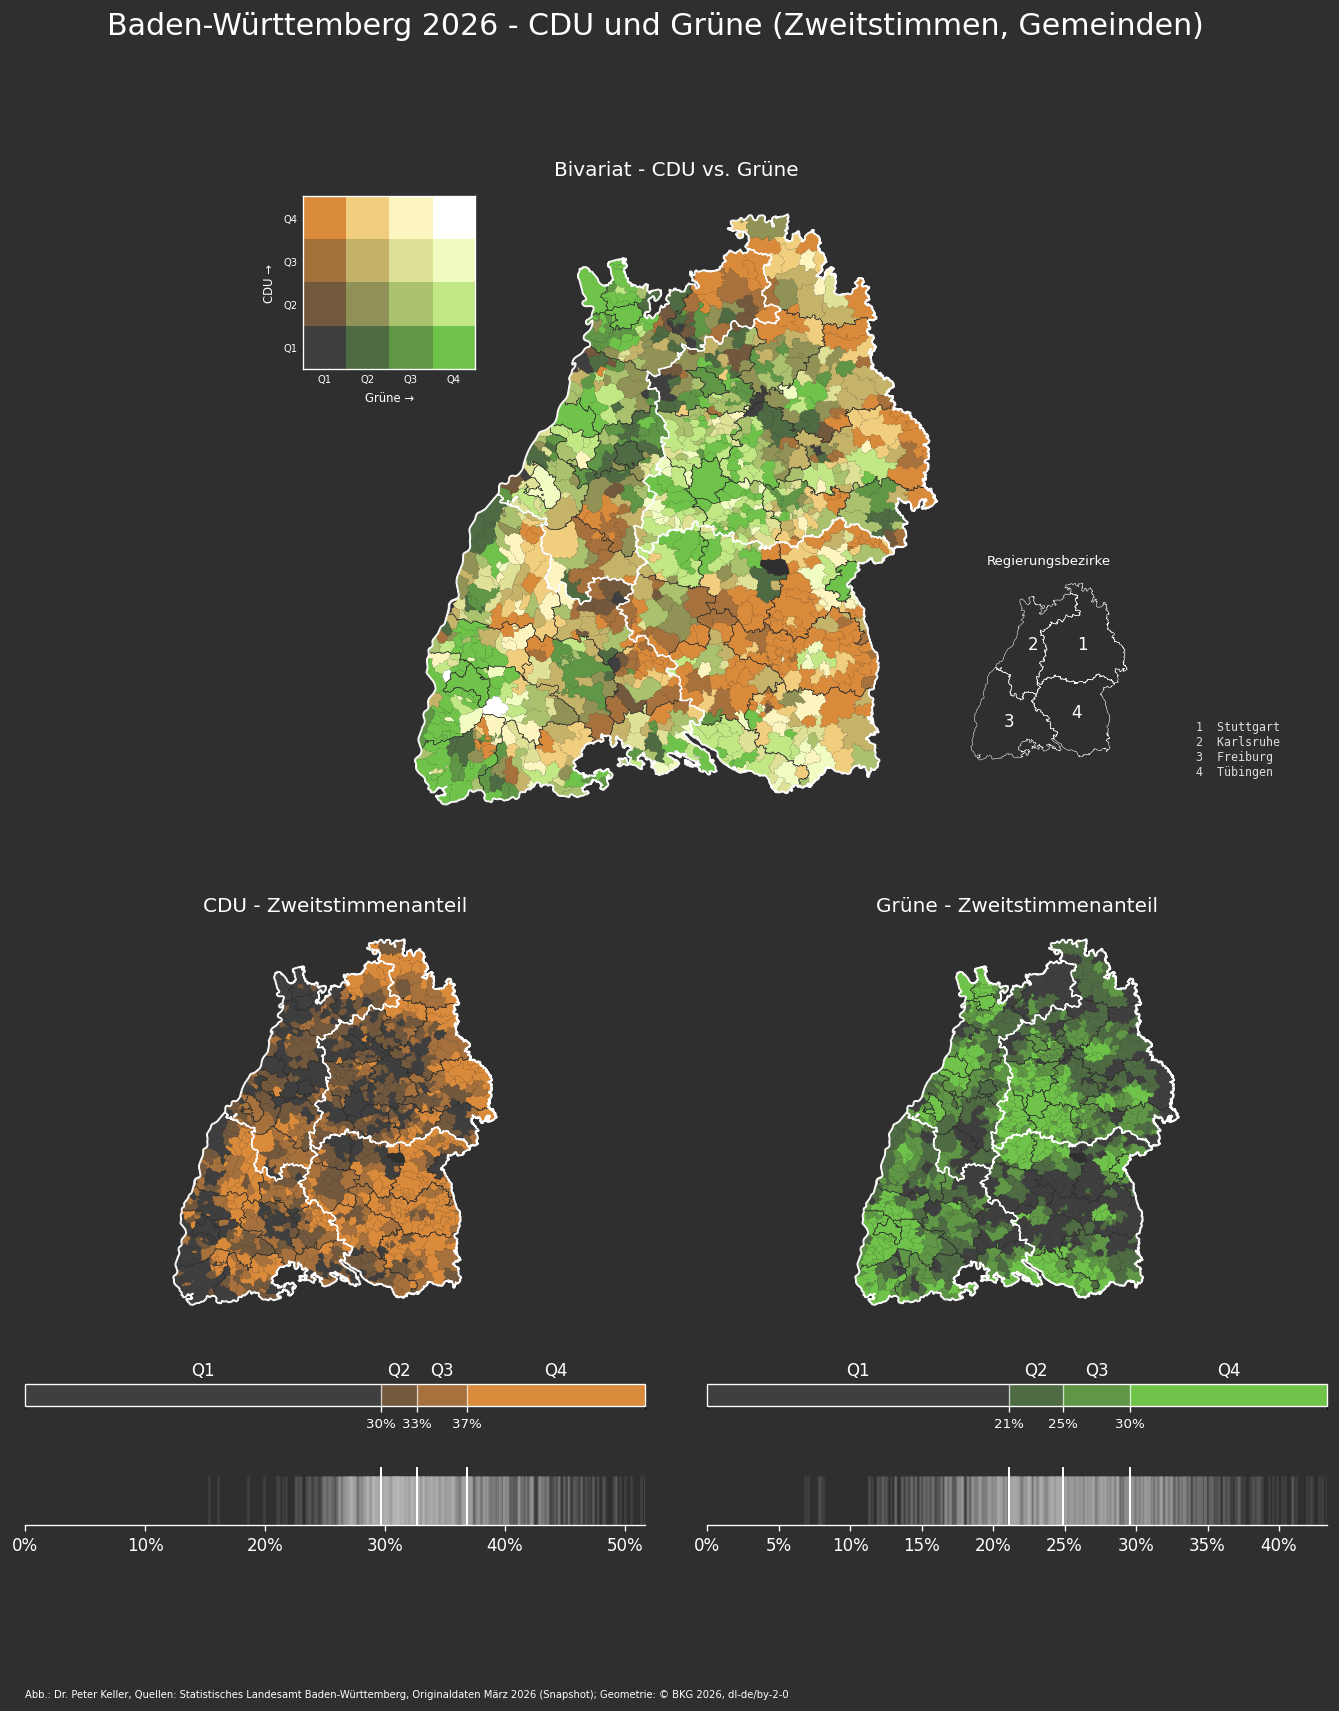 Baden-Württemberg 2026 - CDU und Grüne (Zweitstimmen, Gemeinden)
Bivariat - CDU vs. Grüne
Q4
Q3
Q2
Q1
CDU →
Q1 Q2 Q3 Q4
Grüne →
Regierungsbezirke
2 1
3 4
1 Stuttgart
2 Karlsruhe
3 Freiburg
4 Tübingen
CDU - Zweitstimmenanteil
Q1 Q2 Q3 Q4
30% 33% 37%
0% 10% 20% 30% 40% 50%
Grüne - Zweitstimmenanteil
Q1 Q2 Q3 Q4
21% 25% 30%
0% 5% 10% 15% 20% 25% 30% 35% 40%
Abb.: Dr. Peter Keller, Quellen: Statistisches Landesamt Baden-Württemberg, Originaldaten März 2026 (Snapshot); Geometrie: © BKG 2026, dl-de/by-2-0